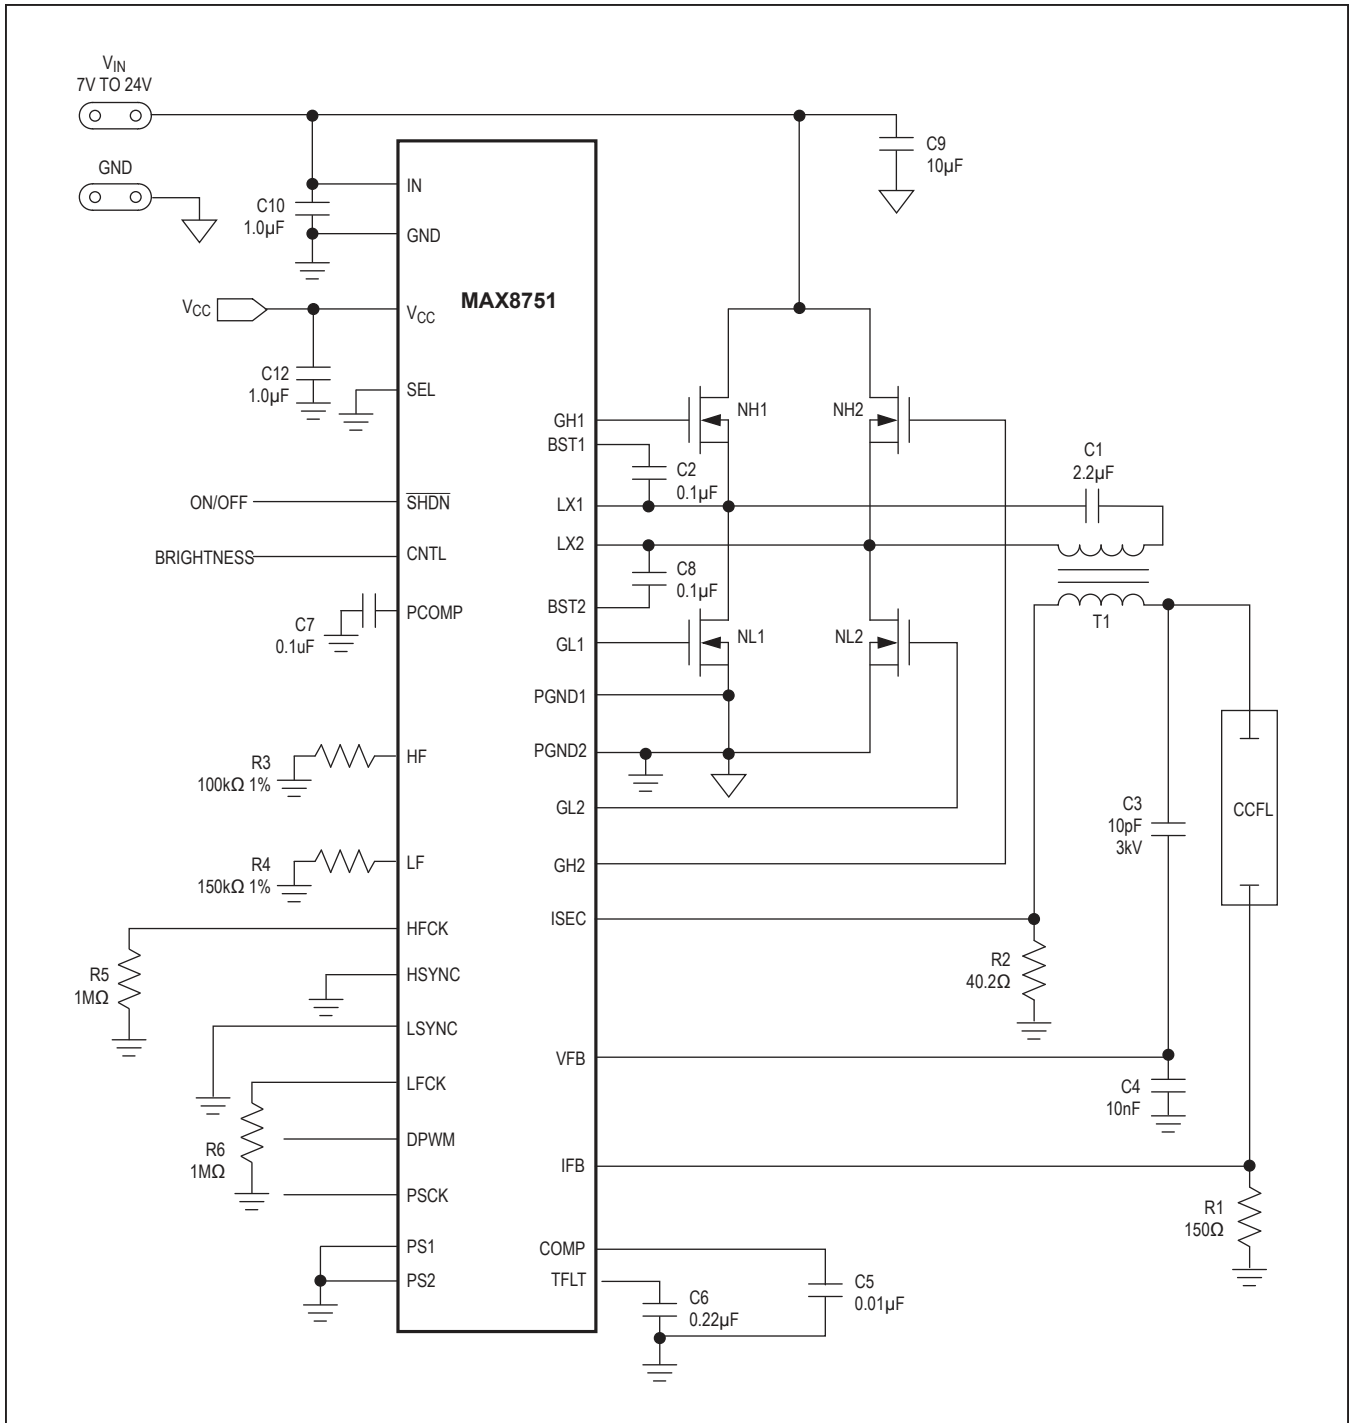 VIN
7V TO 24V
GND
C9
10µF
IN
C10
1.0µF
GND
MAX8751
VCC
VCC
C12
1.0µF
SEL
GH1
NH1
NH2
BST1
C1
2.2µF
C2
0.1µF
ON/OFF
SHDN
LX1
LX2
BRIGHTNESS
CNTL
C8
0.1µF
BST2
PCOMP
C7
0.1uF
T1
GL1
NL1
NL2
PGND1
PGND2
HF
R3
100kΩ 1%
GL2
C3
10pF
3kV
CCFL
LF
R4
150kΩ 1%
GH2
ISEC
HFCK
R2
40.2Ω
HSYNC
R5
1MΩ
LSYNC
VFB
LFCK
C4
10nF
DPWM
R6
1MΩ
IFB
PSCK
R1
150Ω
PS1
COMP
PS2
TFLT
C5
0.01µF
C6
0.22µF